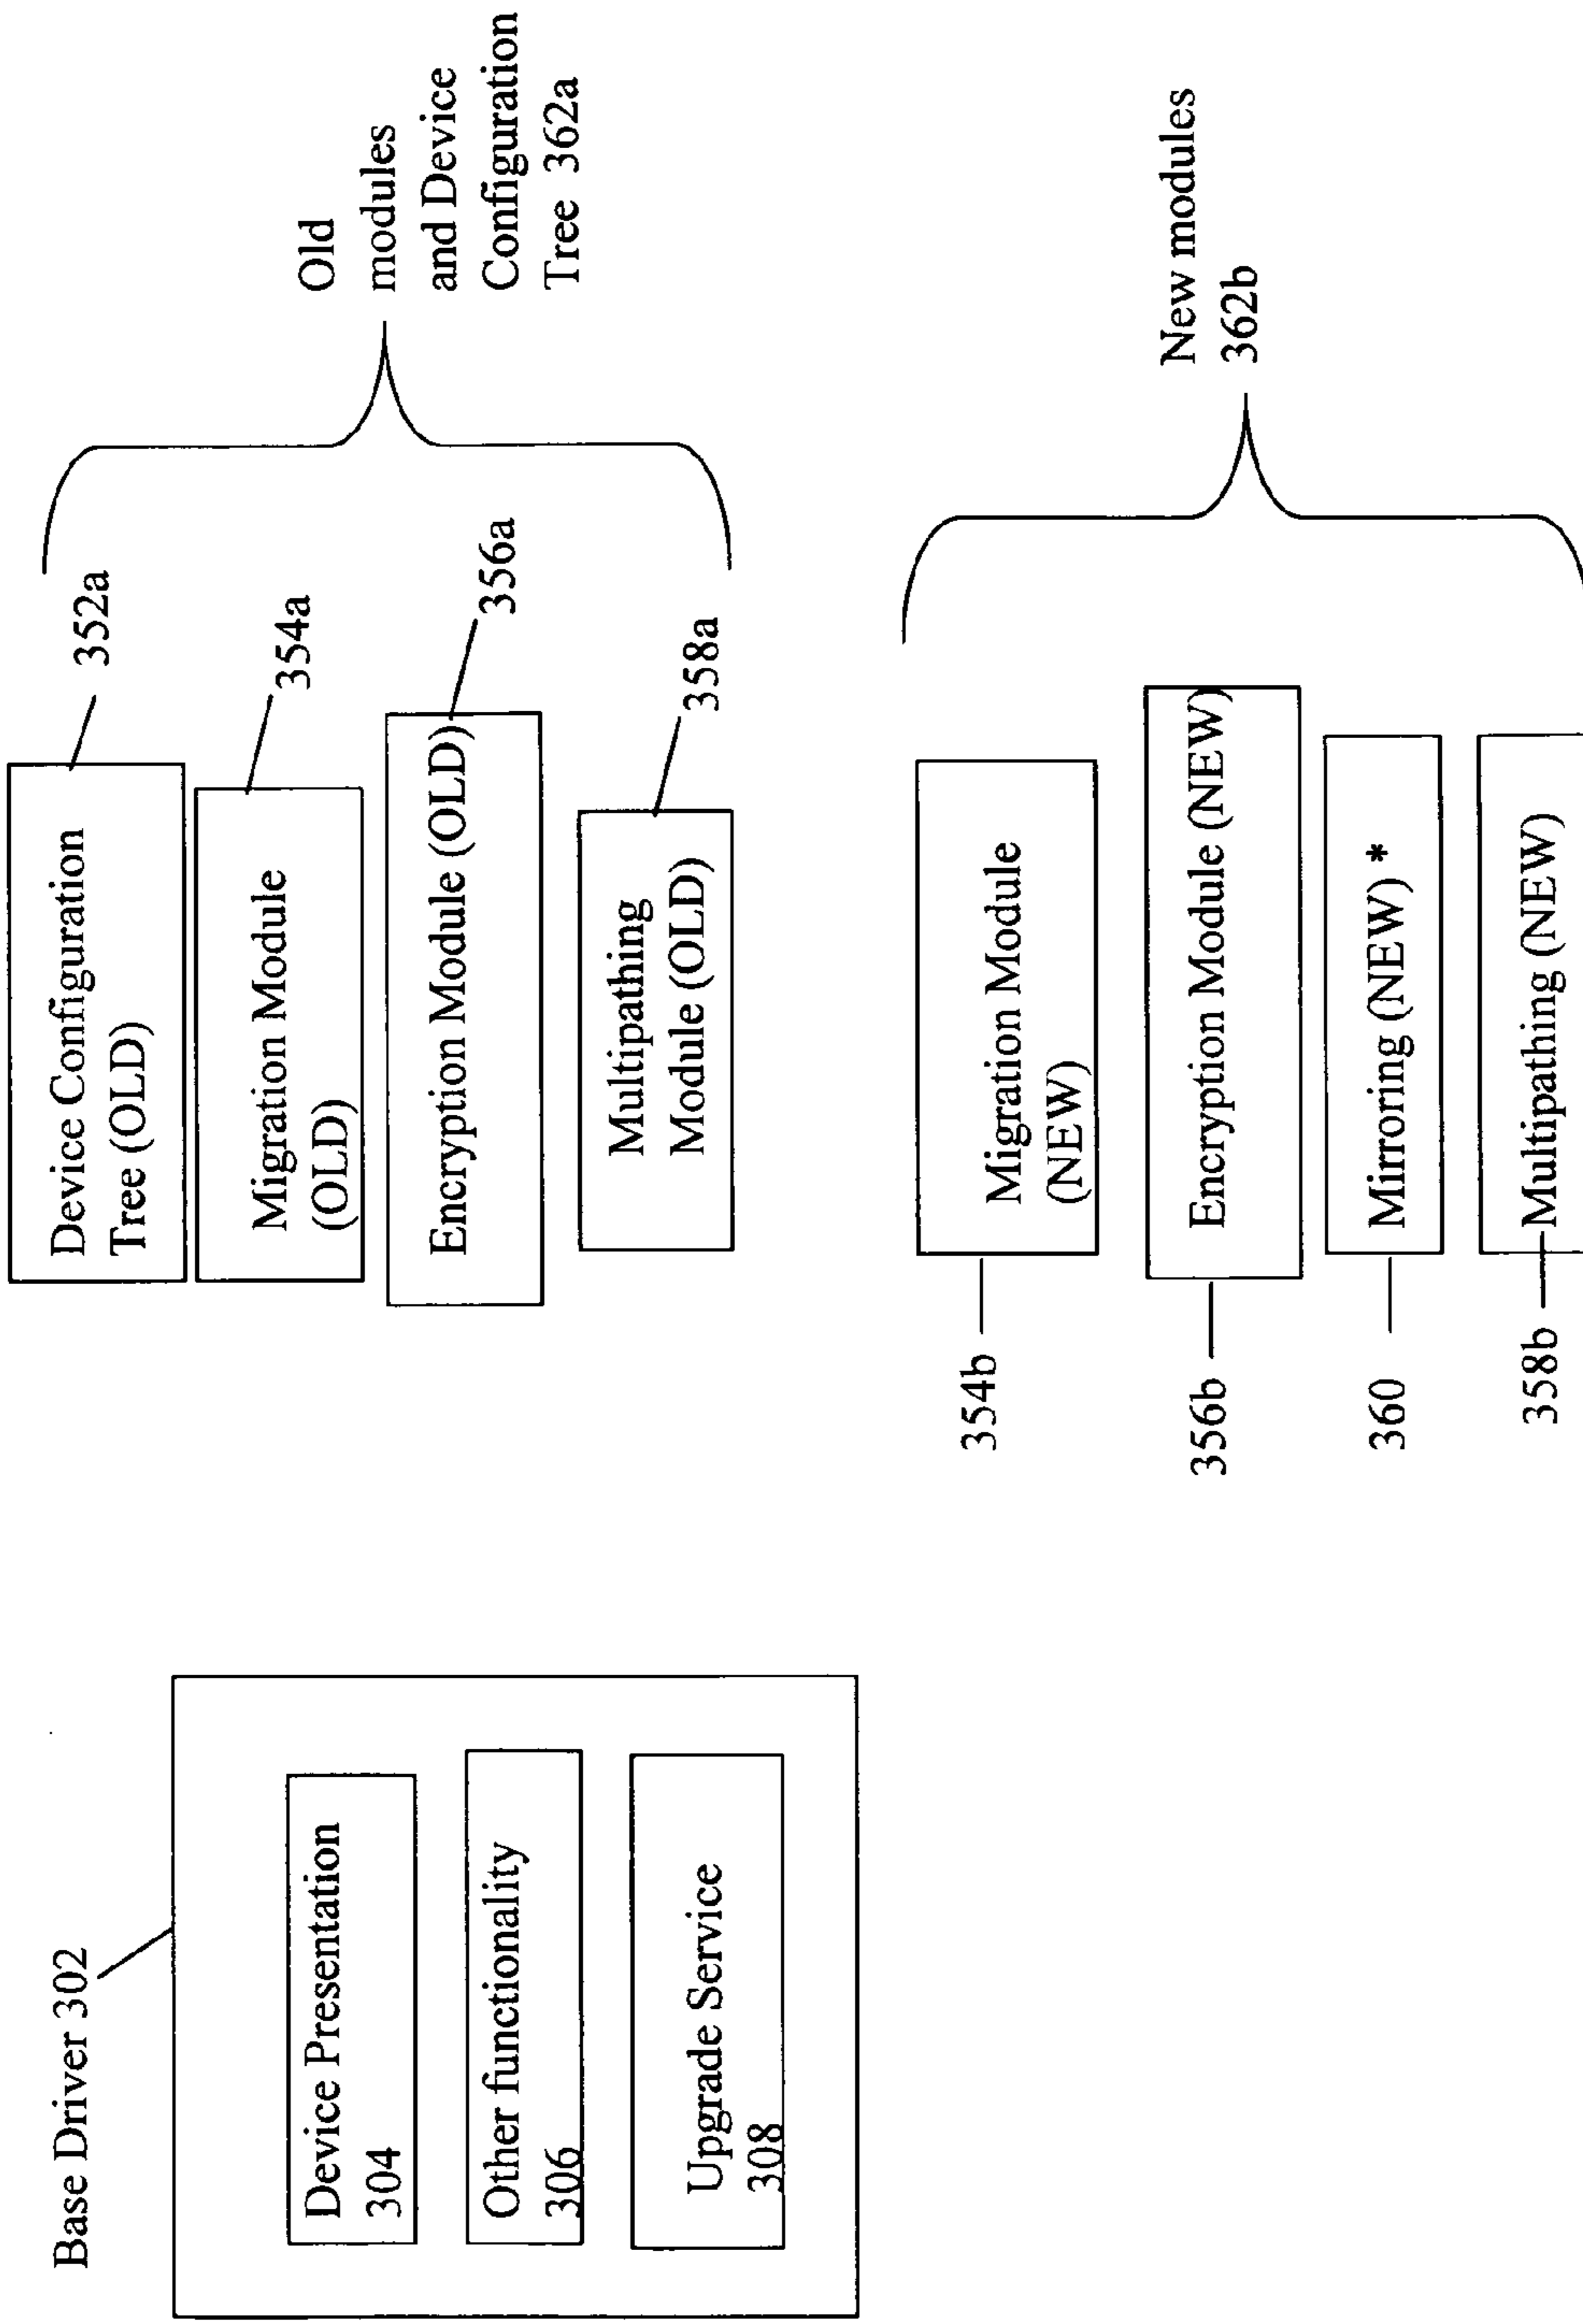 Base Driver 302
Device Presentation
304
Other functionality
306
Upgrade Service
308
Device Configuration
Tree (OLD)
352a
Migration Module
(OLD)
354a
Encryption Module (OLD)
356a
Multipathing
Module (OLD)
358a
Old
modules
and Device
Configuration
Tree 362a
354b
Migration Module
(NEW)
356b
Encryption Module (NEW)
360
Mirroring (NEW) *
358b
Multipathing (NEW)
New modules
362b